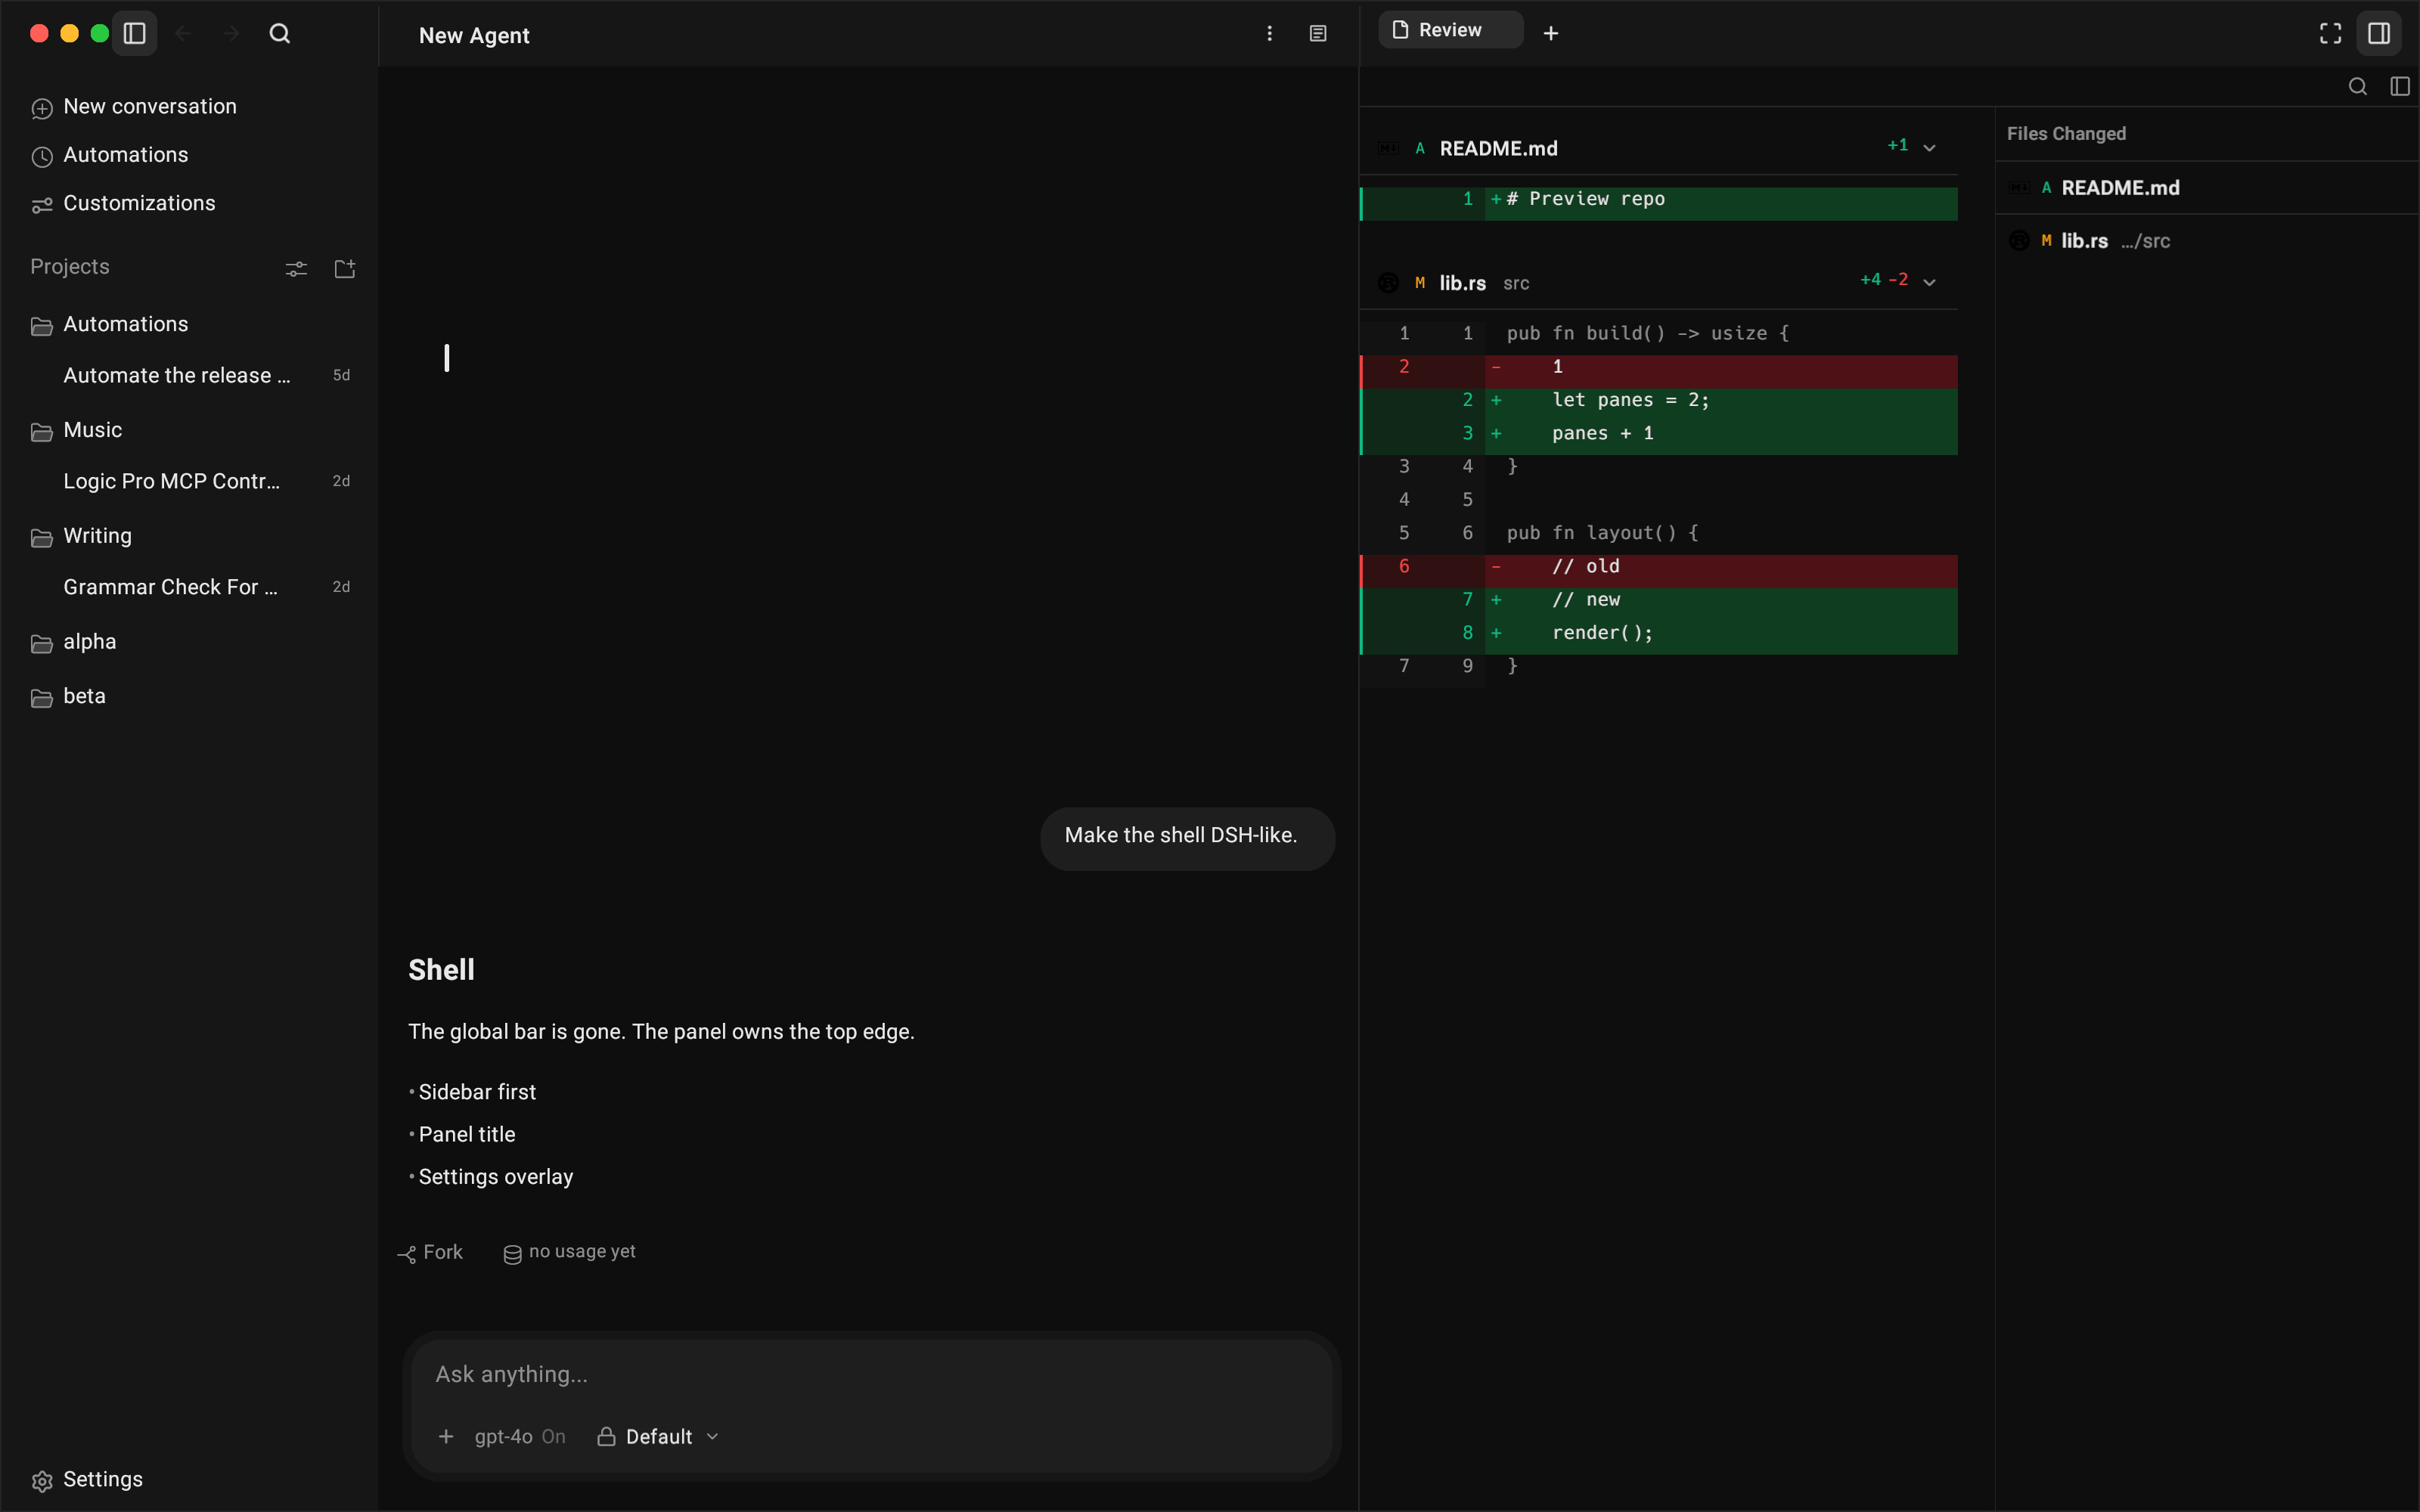 New Agent
Review
New conversation
Automations
Customizations
Projects
Automations
Automate the release ... 5d
Music
Logic Pro MCP Contr... 2d
Writing
Grammar Check For ... 2d
alpha
beta
Settings
Make the shell DSH-like.
Shell
The global bar is gone. The panel owns the top edge.
• Sidebar first
• Panel title
• Settings overlay
Fork no usage yet
Ask anything...
+ gpt-4o On Default
A README.md +1
1 + # Preview repo
M lib.rs src +4 -2
1 1 pub fn build() -> usize {
2 - 1
2 + let panes = 2;
3 + panes + 1
3 4 }
4 5
5 6 pub fn layout() {
6 - // old
7 + // new
8 + render();
7 9 }
Files Changed
A README.md
M lib.rs .../src